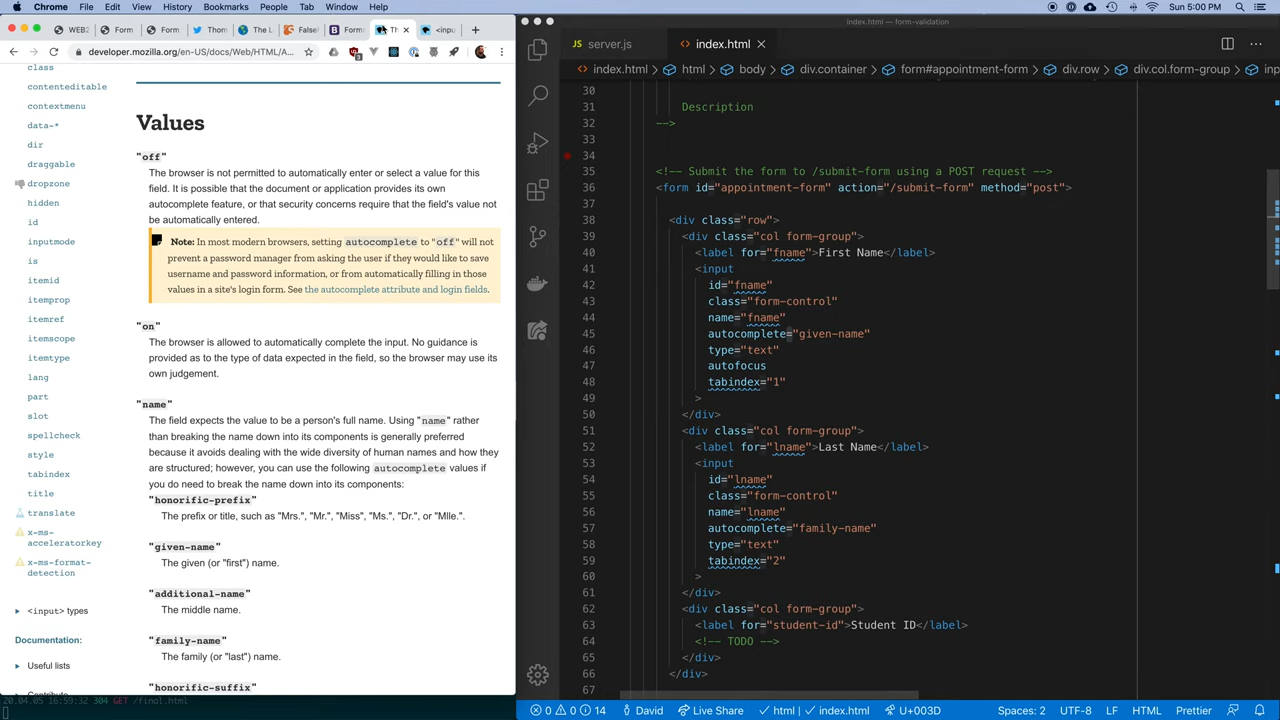 Chrome File Edit View History Bookmarks People Tab Window Help
Sun 5:00 PM
WEB2 Form Form Thom The L False Form Th <inpu
developer.mozilla.org/en-US/docs/Web/HTML/A...
class
contenteditable
contextmenu
data-*
dir
draggable
dropzone
hidden
id
inputmode
is
itemid
itemprop
itemref
itemscope
itemtype
lang
part
slot
spellcheck
style
tabindex
title
translate
x-ms-
acceleratorkey
x-ms-format-
detection
<input> types
Documentation:
Useful lists
Contribute
Values
"off"
The browser is not permitted to automatically enter or select a value for this
field. It is possible that the document or application provides its own
autocomplete feature, or that security concerns require that the field's value not
be automatically entered.
Note: In most modern browsers, setting autocomplete to "off" will not
prevent a password manager from asking the user if they would like to save
username and password information, or from automatically filling in those
values in a site's login form. See the autocomplete attribute and login fields.
"on"
The browser is allowed to automatically complete the input. No guidance is
provided as to the type of data expected in the field, so the browser may use its
own judgement.
"name"
The field expects the value to be a person's full name. Using "name" rather
than breaking the name down into its components is generally preferred
because it avoids dealing with the wide diversity of human names and how they
are structured; however, you can use the following autocomplete values if
you do need to break the name down into its components:
"honorific-prefix"
The prefix or title, such as "Mrs.", "Mr.", "Miss", "Ms.", "Dr.", or "Mlle.".
"given-name"
The given (or "first") name.
"additional-name"
The middle name.
"family-name"
The family (or "last") name.
"honorific-suffix"
20.04.05 16:59:32 304 GET /final.html
index.html — form-validation
server.js index.html
index.html > html > body > div.container > form#appointment-form > div.row > div.col.form-group > inp
30
31 Description
32 -->
33
34
35 <!-- Submit the form to /submit-form using a POST request -->
36 <form id="appointment-form" action="/submit-form" method="post">
37
38 <div class="row">
39 <div class="col form-group">
40 <label for="fname">First Name</label>
41 <input
42 id="fname"
43 class="form-control"
44 name="fname"
45 autocomplete="given-name"
46 type="text"
47 autofocus
48 tabindex="1"
49 >
50 </div>
51 <div class="col form-group">
52 <label for="lname">Last Name</label>
53 <input
54 id="lname"
55 class="form-control"
56 name="lname"
57 autocomplete="family-name"
58 type="text"
59 tabindex="2"
60 >
61 </div>
62 <div class="col form-group">
63 <label for="student-id">Student ID</label>
64 <!-- TODO -->
65 </div>
66 </div>
67
0 0 14 David Live Share html index.html U+003D Spaces: 2 UTF-8 LF HTML Prettier